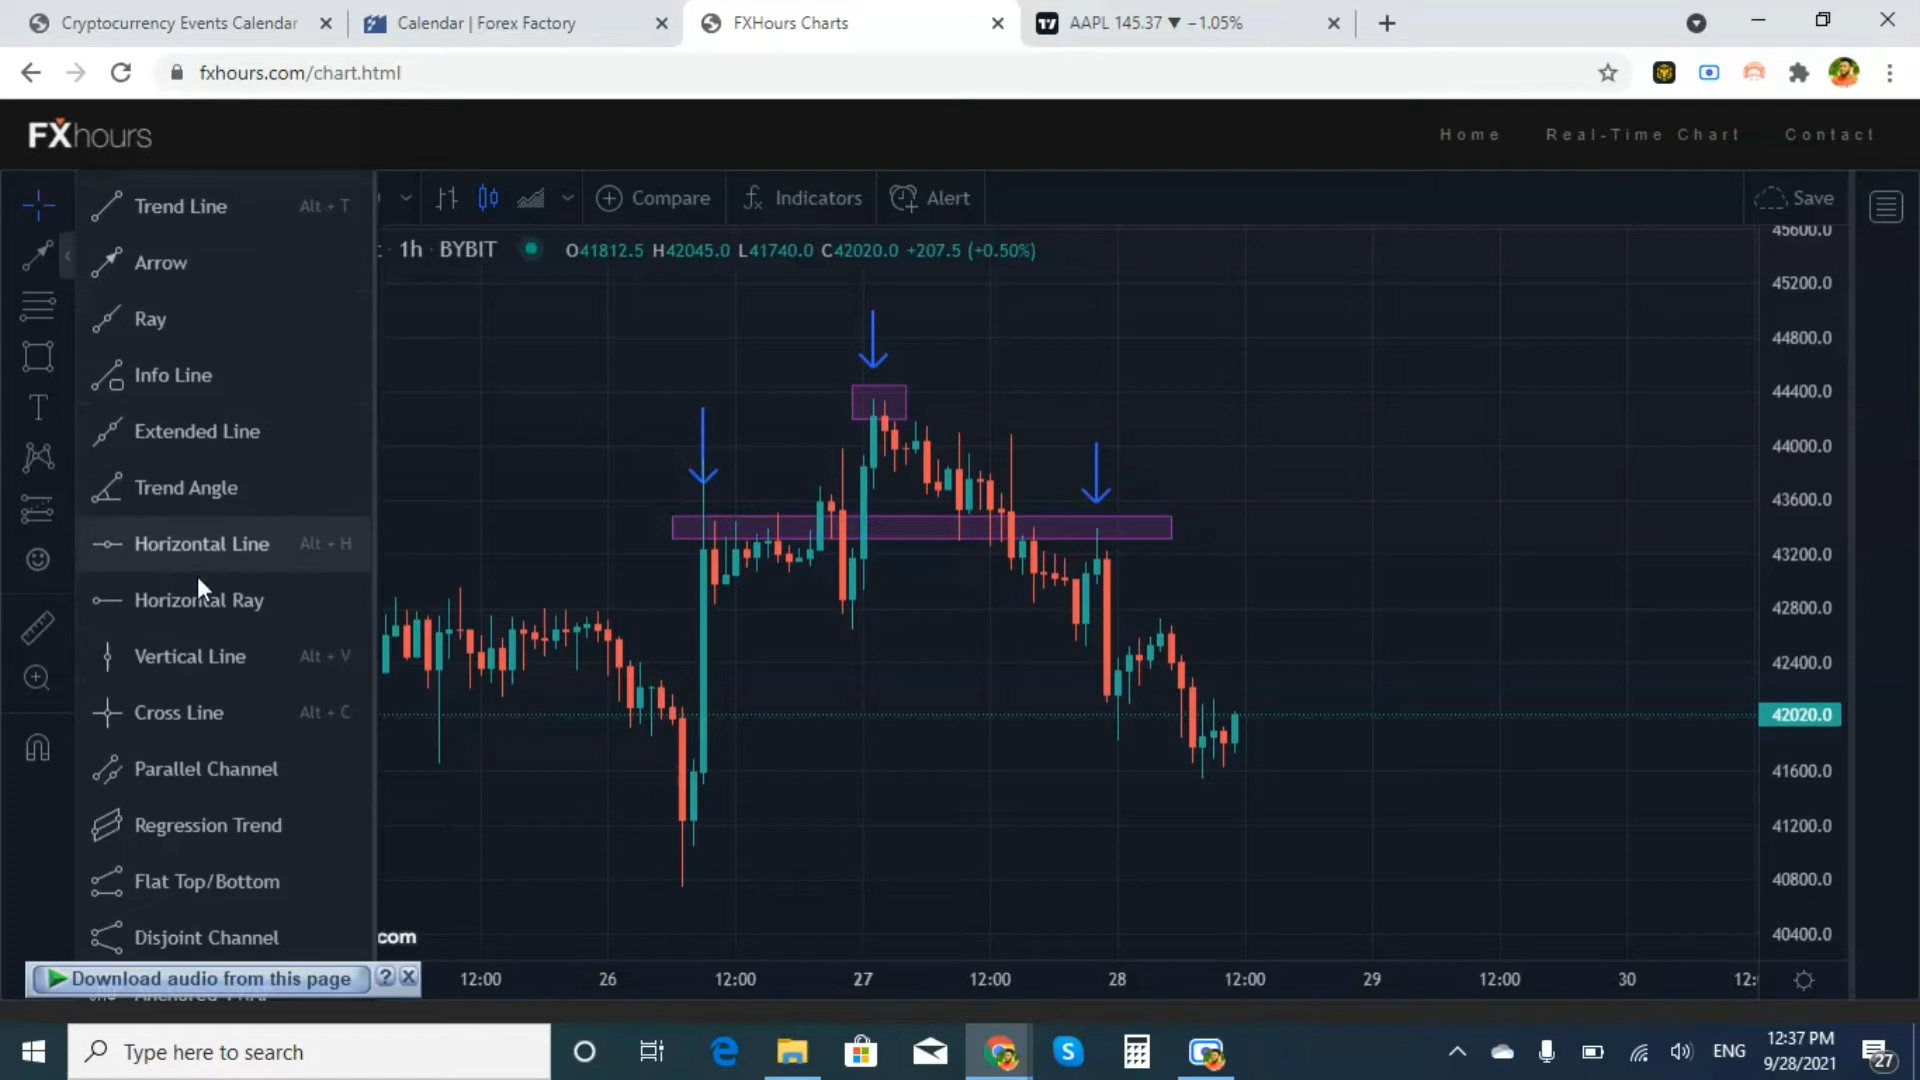 Cryptocurrency Events Calendar
Calendar | Forex Factory
FXHours Charts
AAPL 145.37 ▼ −1.05%
fxhours.com/chart.html
FXhours
Home
Real-Time Chart
Contact
Trend Line Alt + T
Arrow
Ray
Info Line
Extended Line
Trend Angle
Horizontal Line Alt + H
Horizontal Ray
Vertical Line Alt + V
Cross Line Alt + C
Parallel Channel
Regression Trend
Flat Top/Bottom
Disjoint Channel
Compare
Indicators
Alert
Save
· 1h · BYBIT O41812.5 H42045.0 L41740.0 C42020.0 +207.5 (+0.50%)
45600.0
45200.0
44800.0
44400.0
44000.0
43600.0
43200.0
42800.0
42400.0
42020.0
41600.0
41200.0
40800.0
40400.0
com
Download audio from this page
12:00 26 12:00 27 12:00 28 12:00 29 12:00 30 12:
Type here to search
ENG
12:37 PM
9/28/2021
27